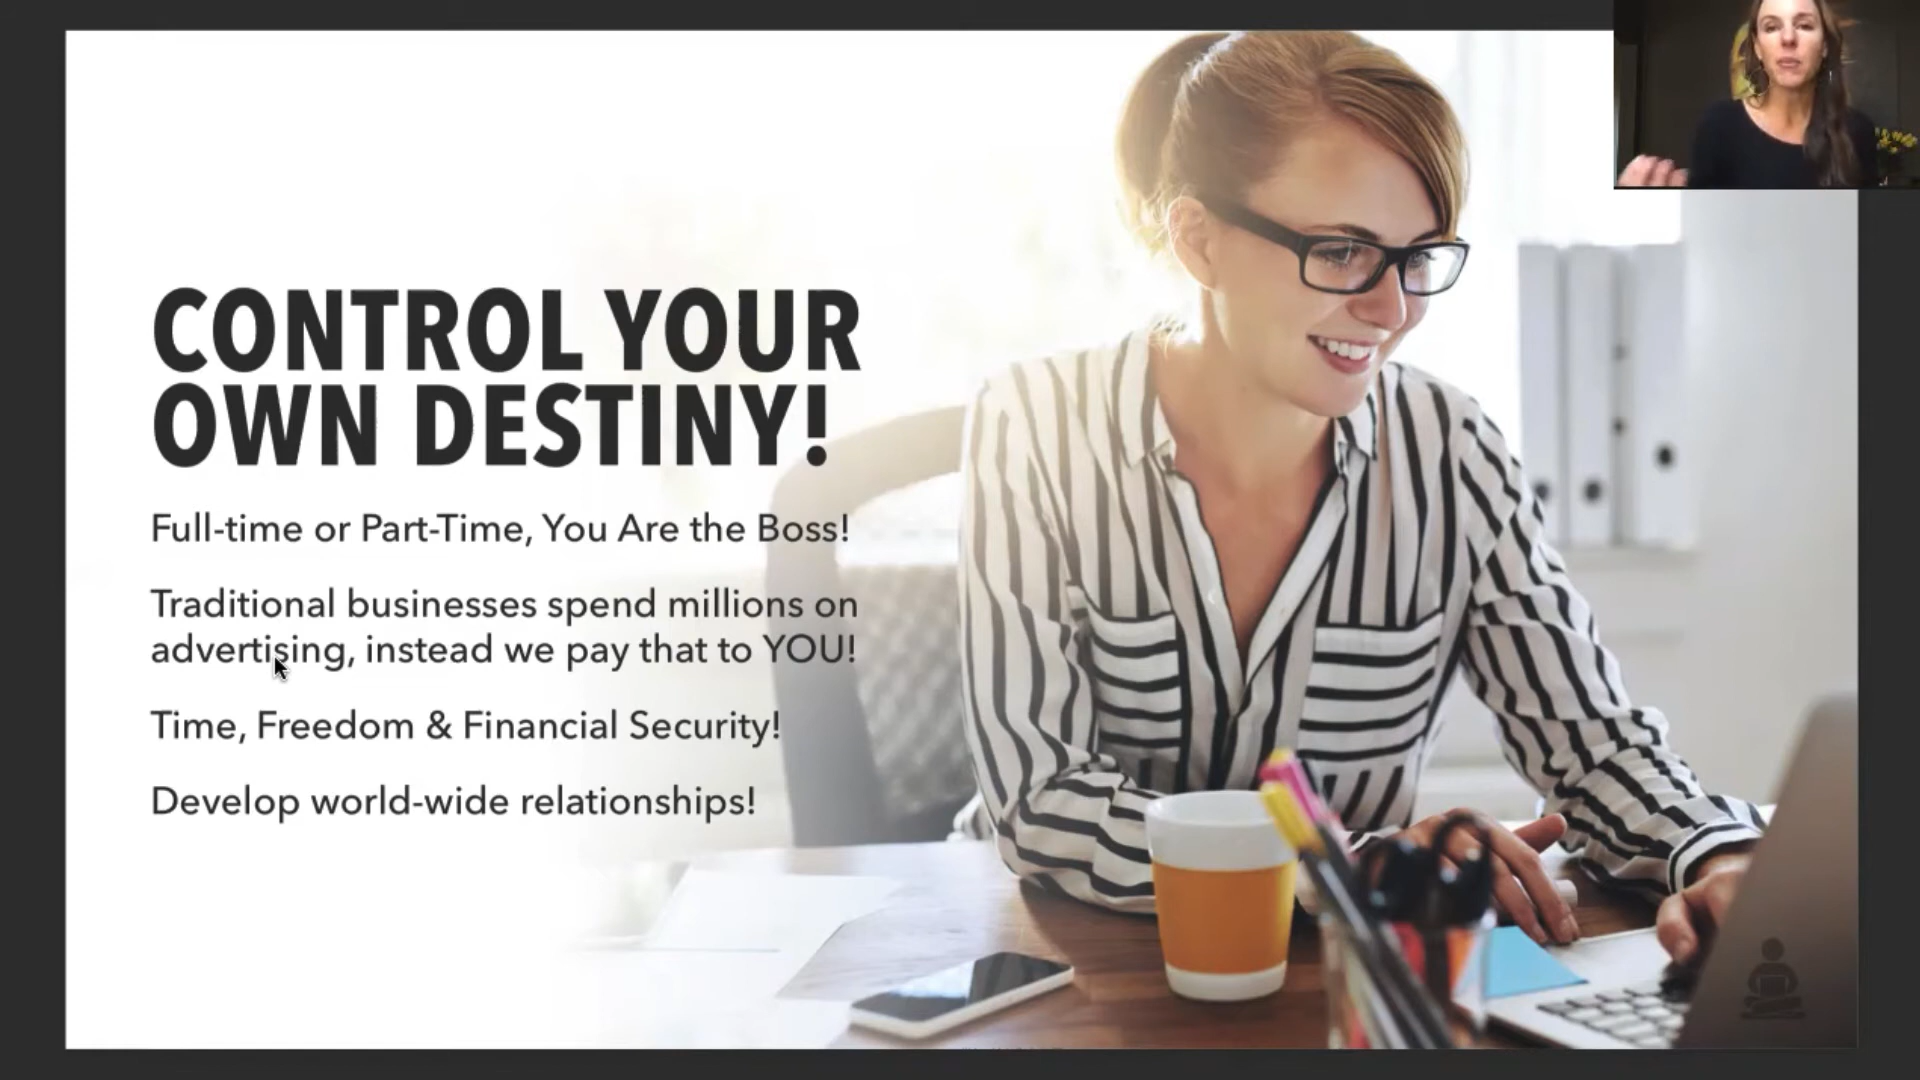 CONTROL YOUR
OWN DESTINY!
Full-time or Part-Time, You Are the Boss!
Traditional businesses spend millions on
advertising, instead we pay that to YOU!
Time, Freedom & Financial Security!
Develop world-wide relationships!